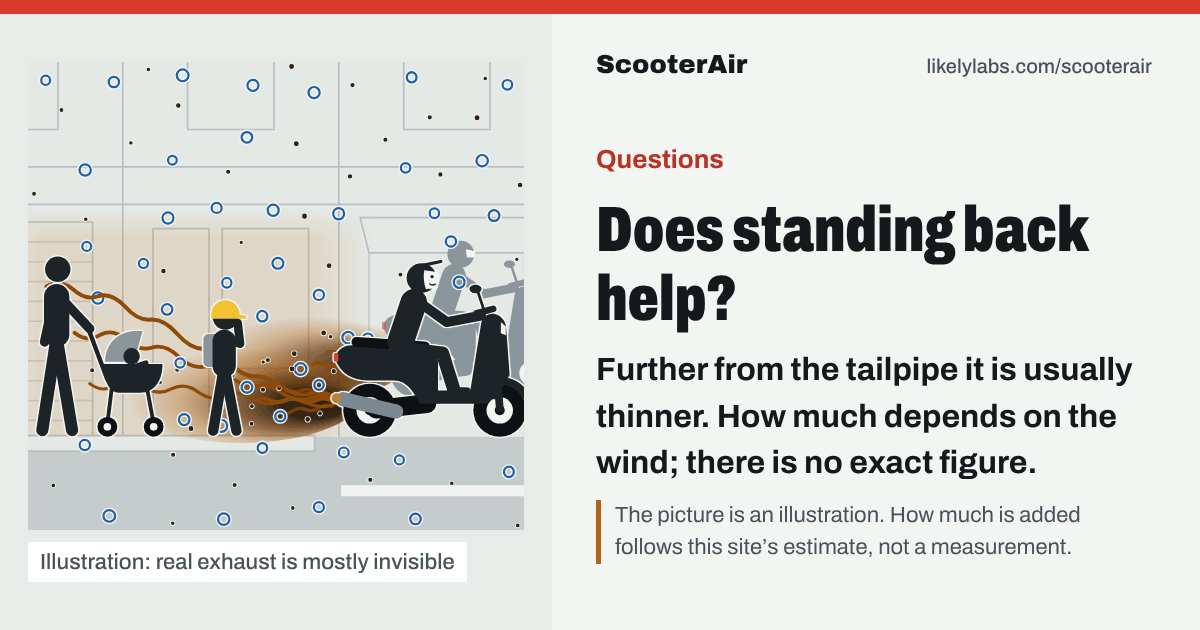 ScooterAir
likelylabs.com/scooterair
Questions
Does standing back
help?
Further from the tailpipe it is usually
thinner. How much depends on the
wind; there is no exact figure.
The picture is an illustration. How much is added
follows this site’s estimate, not a measurement.
Illustration: real exhaust is mostly invisible